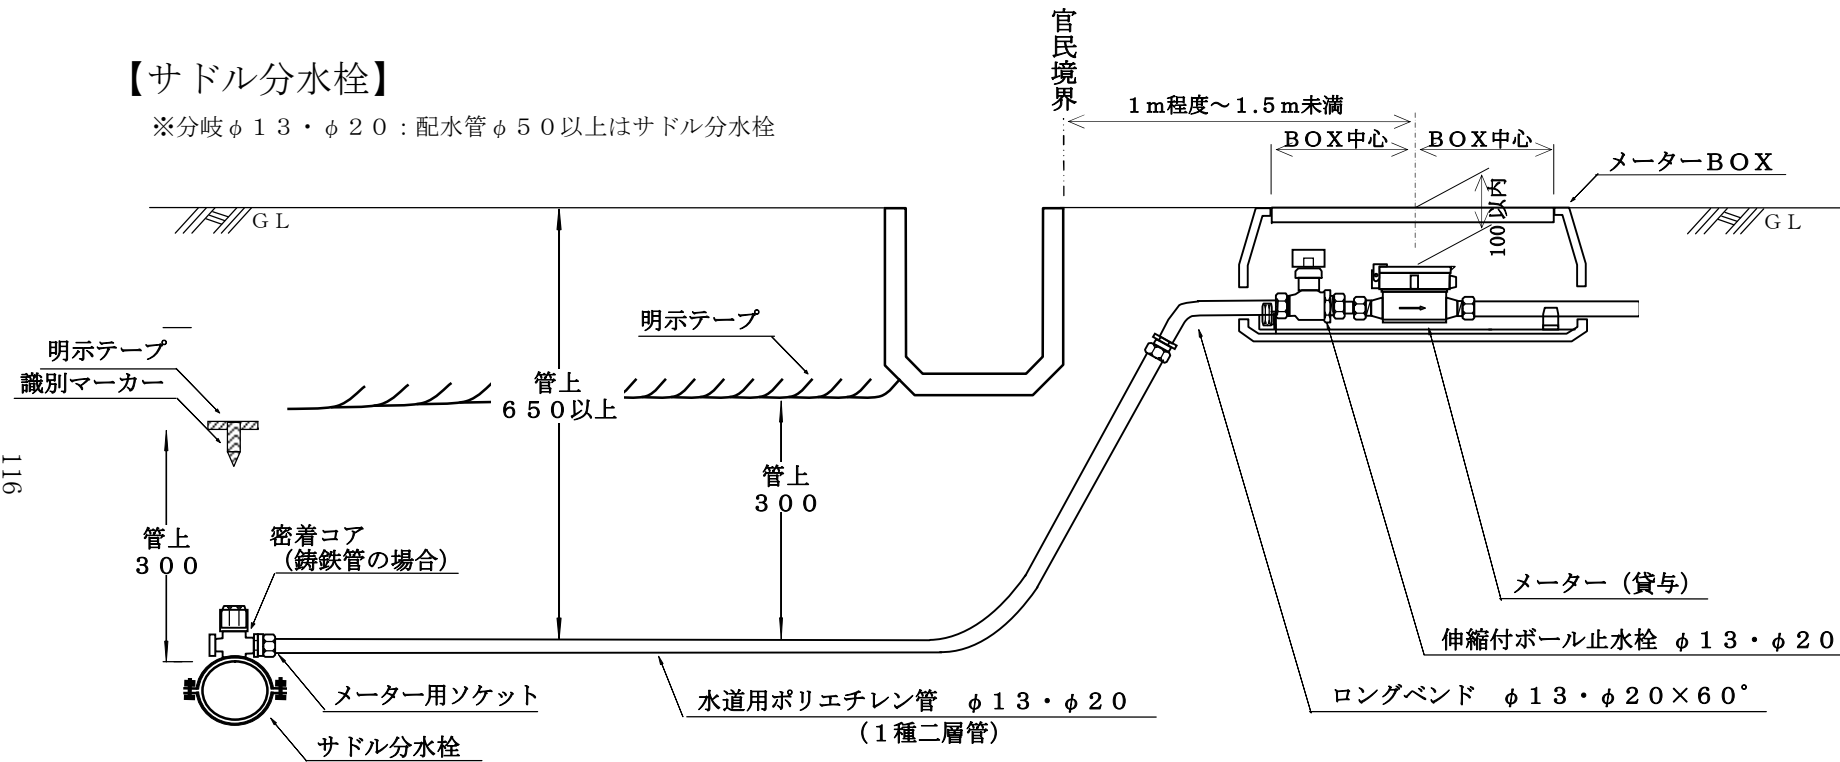 【サドル分水栓】
※分岐φ13・φ20:配水管φ50以上はサドル分水栓
官民境界
1m程度~1.5m未満
BOX中心
BOX中心
メーターBOX
100以内
GL
GL
明示テープ
明示テープ
識別マーカー
管上
650以上
管上
300
管上
300
密着コア
(鋳鉄管の場合)
メーター(貸与)
伸縮付ボール止水栓 φ13・φ20
ロングベンド φ13・φ20×60°
メーター用ソケット
水道用ポリエチレン管 φ13・φ20
(1種二層管)
サドル分水栓
116